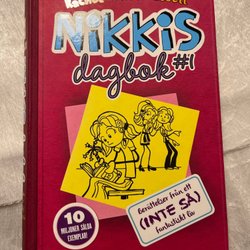 NIKKIS
dagbok #1
Berättelser från ett
(INTE SÅ)
fantastiskt liv
10
MILJONER SÅLDA
EXEMPLAR!